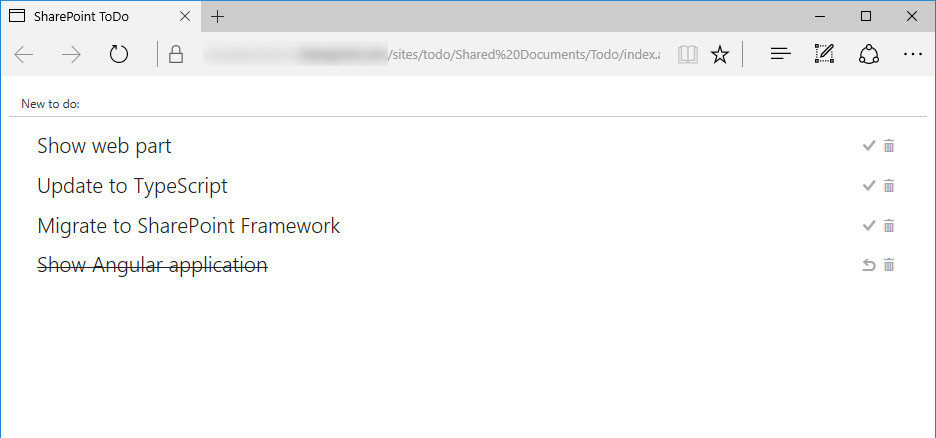 SharePoint ToDo
/sites/todo/Shared%20Documents/Todo/index.a
New to do:
Show web part
Update to TypeScript
Migrate to SharePoint Framework
Show Angular application